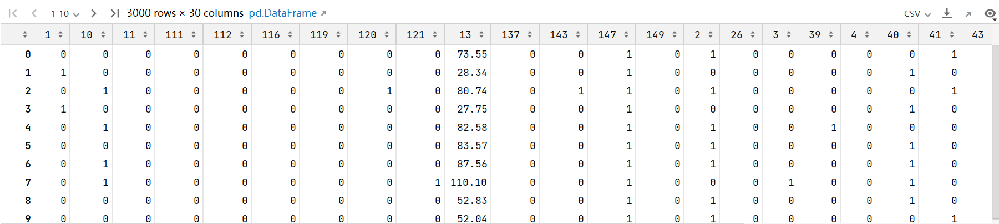 1-10 3000 rows × 30 columns pd.DataFrame CSV
1 10 11 111 112 116 119 120 121 13 137 143 147 149 2 26 3 39 4 40 41 43
0 0 0 0 0 0 0 0 0 0 73.55 0 0 1 0 1 0 0 0 0 0 1
1 1 0 0 0 0 0 0 0 0 28.34 0 0 1 0 0 0 0 0 0 1 0
2 0 1 0 0 0 0 0 1 0 80.74 0 1 1 0 1 0 0 0 0 0 1
3 1 0 0 0 0 0 0 0 0 27.75 0 0 1 0 0 0 0 0 0 1 0
4 0 1 0 0 0 0 0 0 0 82.58 0 0 1 0 1 0 0 1 0 0 0
5 0 0 0 0 0 0 0 0 0 83.57 0 0 1 0 1 0 0 0 0 1 0
6 0 1 0 0 0 0 0 0 0 87.56 0 0 1 0 1 0 0 0 0 1 0
7 0 1 0 0 0 0 0 0 1 110.10 0 0 1 0 0 0 1 0 0 1 0
8 0 0 0 0 0 0 0 0 0 52.83 0 0 1 0 1 0 0 0 0 1 0
9 0 0 0 0 0 0 0 0 0 52.04 0 0 1 0 1 0 0 0 0 0 1